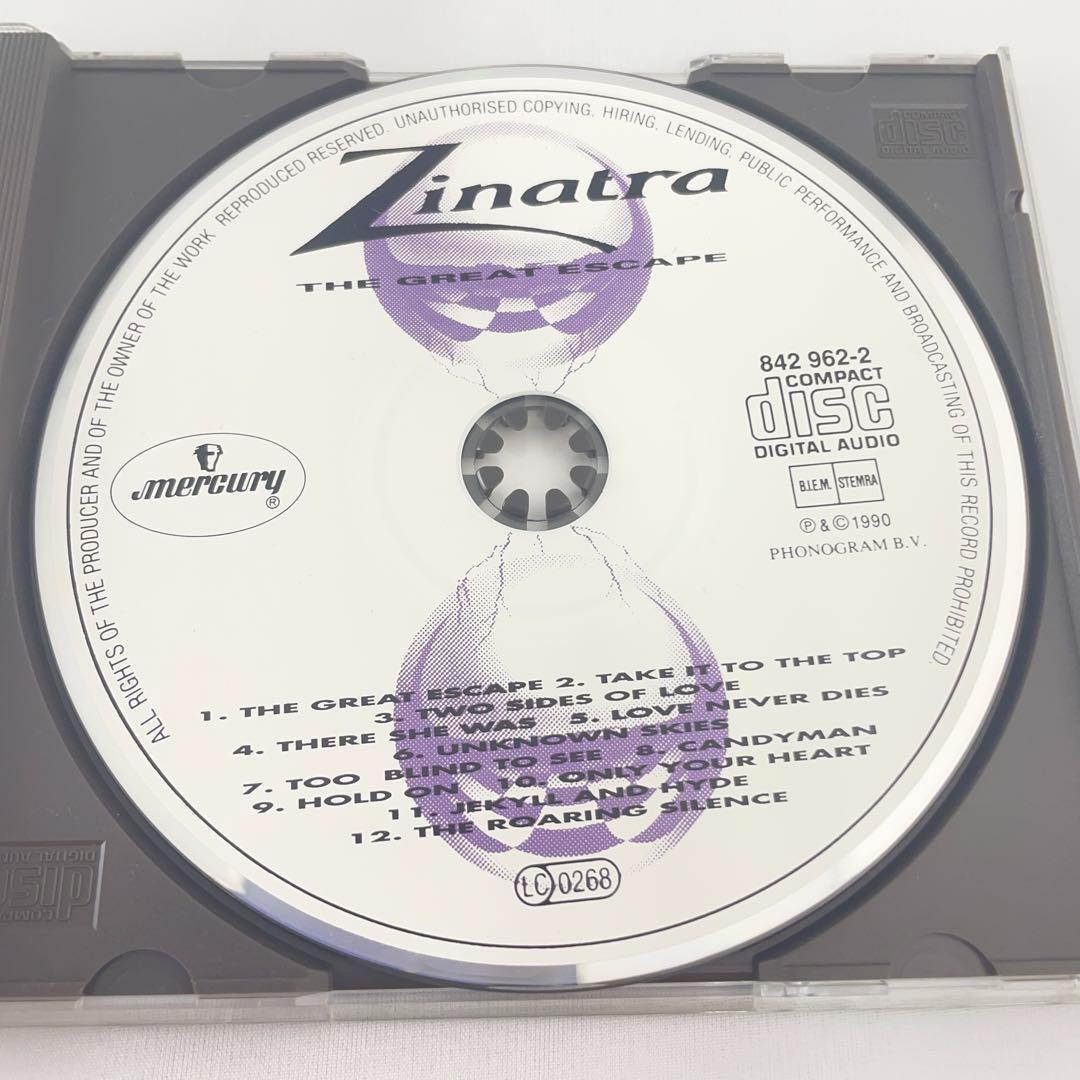 ALL RIGHTS OF THE PRODUCER AND OF THE OWNER OF THE WORK REPRODUCED RESERVED. UNAUTHORISED COPYING, HIRING, LENDING, PUBLIC PERFORMANCE AND BROADCASTING OF THIS RECORD PROHIBITED.
Zinatra
THE GREAT ESCAPE
842 962-2
COMPACT
disc
DIGITAL AUDIO
B.I.E.M. STEMRA
℗ & © 1990
PHONOGRAM B.V.
mercury ®
1. THE GREAT ESCAPE 2. TAKE IT TO THE TOP
3. TWO SIDES OF LOVE
4. THERE SHE WAS 5. LOVE NEVER DIES
6. UNKNOWN SKIES
7. TOO BLIND TO SEE 8. CANDYMAN
9. HOLD ON 10. ONLY YOUR HEART
11. JEKYLL AND HYDE
12. THE ROARING SILENCE
LC 0268
COMPACT
disc
DIGITAL AUDIO